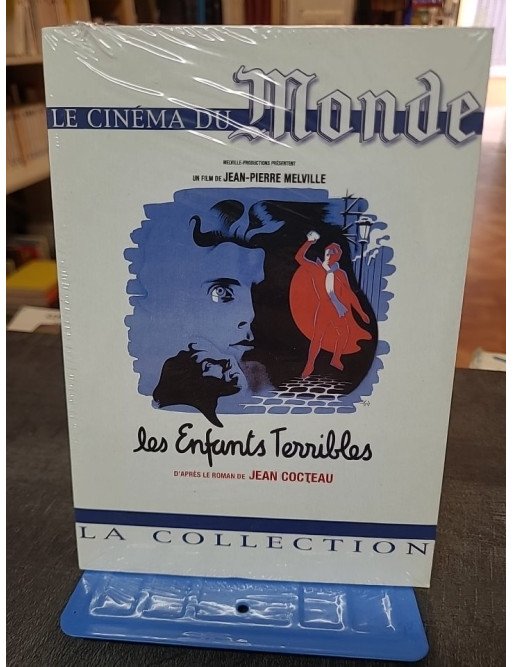 LE CINÉMA DU Monde
MELVILLE-PRODUCTIONS PRÉSENTENT
UN FILM DE JEAN-PIERRE MELVILLE
les Enfants Terribles
D'APRÈS LE ROMAN DE JEAN COCTEAU
LA COLLECTION